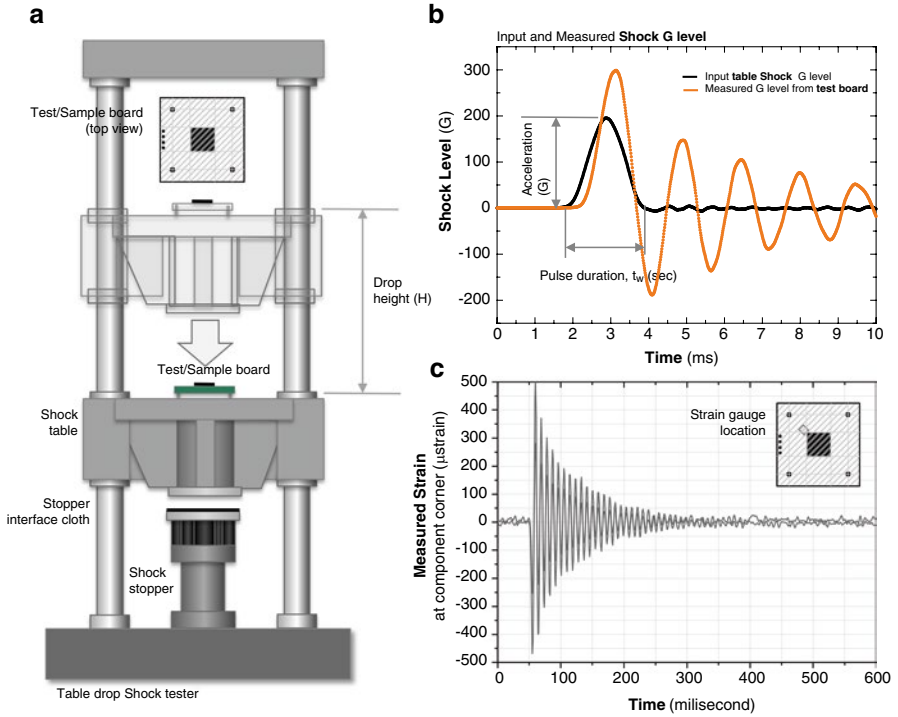 a
Test/Sample board
(top view)
Drop
height (H)
Test/Sample board
Shock
table
Stopper
interface cloth
Shock
stopper
Table drop Shock tester
b
Input and Measured Shock G level
Input table Shock G level
Measured G level from test board
Shock Level (G)
300
200
100
0
-100
-200
Acceleration
(G)
Pulse duration, tw (sec)
0 1 2 3 4 5 6 7 8 9 10
Time (ms)
c
Measured Strain
at component corner (µstrain)
500
400
300
200
100
0
-100
-200
-300
-400
-500
Strain gauge
location
0 100 200 300 400 500 600
Time (milisecond)